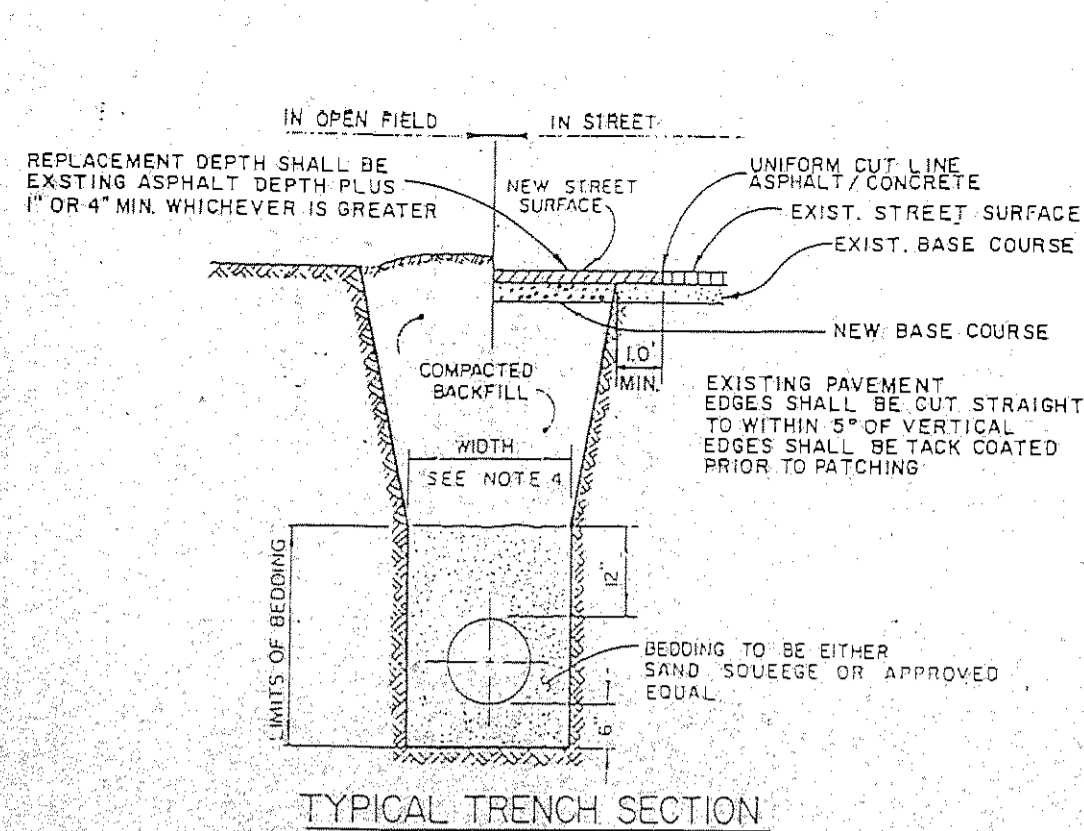 IN OPEN FIELD
IN STREET
REPLACEMENT DEPTH SHALL BE
EXSTING ASPHALT DEPTH PLUS
1" OR 4" MIN. WHICHEVER IS GREATER
NEW STREET
SURFACE
UNIFORM CUT LINE
ASPHALT / CONCRETE
EXIST. STREET SURFACE
EXIST. BASE COURSE
NEW BASE COURSE
1.0'
MIN.
COMPACTED
BACKFILL
EXISTING PAVEMENT
EDGES SHALL BE CUT STRAIGHT
TO WITHIN 5° OF VERTICAL
EDGES SHALL BE TACK COATED
PRIOR TO PATCHING
WIDTH
SEE NOTE 4
LIMITS OF BEDDING
12"
BEDDING TO BE EITHER
SAND SQUEEGE OR APPROVED
EQUAL
6"
TYPICAL TRENCH SECTION